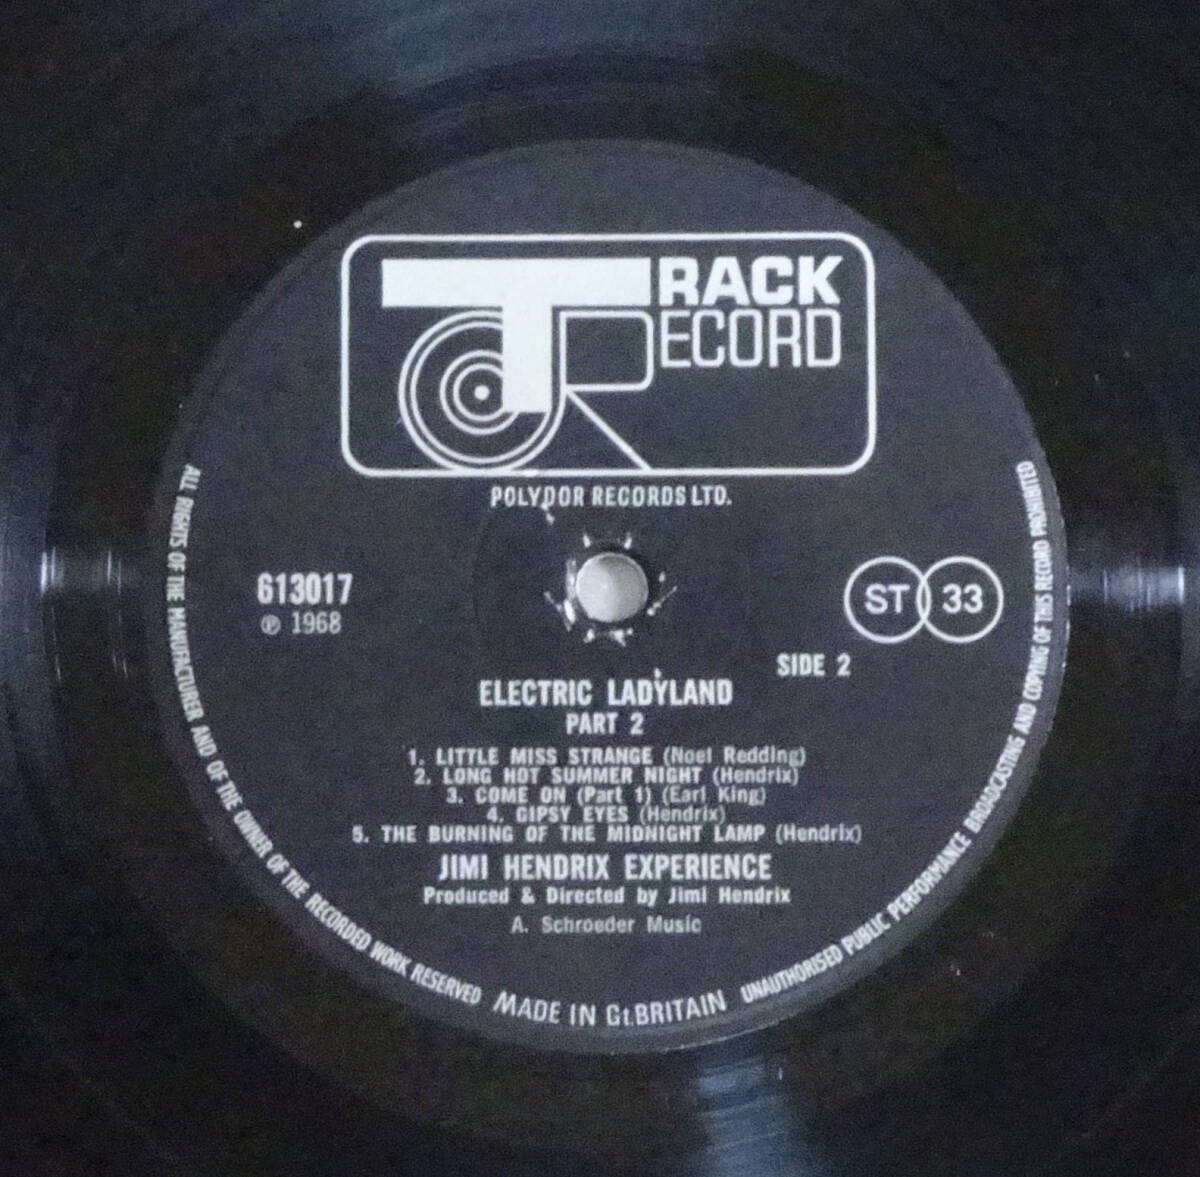 TRACK
RECORD
POLYDOR RECORDS LTD.
613017
℗ 1968
ST 33
SIDE 2
ELECTRIC LADYLAND
PART 2
1. LITTLE MISS STRANGE (Noel Redding)
2. LONG HOT SUMMER NIGHT (Hendrix)
3. COME ON (Part 1) (Earl King)
4. GIPSY EYES (Hendrix)
5. THE BURNING OF THE MIDNIGHT LAMP (Hendrix)
JIMI HENDRIX EXPERIENCE
Produced & Directed by Jimi Hendrix
A. Schroeder Music
ALL RIGHTS OF THE MANUFACTURER AND OF THE OWNER OF THE RECORDED WORK RESERVED MADE IN Gt.BRITAIN UNAUTHORISED PUBLIC PERFORMANCE BROADCASTING AND COPYING OF THIS RECORD PROHIBITED